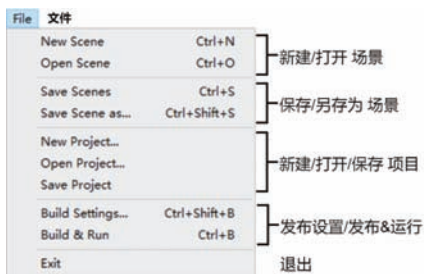 File 文件
New Scene Ctrl+N
Open Scene Ctrl+O
新建/打开 场景
Save Scenes Ctrl+S
Save Scene as... Ctrl+Shift+S
保存/另存为 场景
New Project...
Open Project...
Save Project
新建/打开/保存 项目
Build Settings... Ctrl+Shift+B
Build & Run Ctrl+B
发布设置/发布&运行
Exit 退出